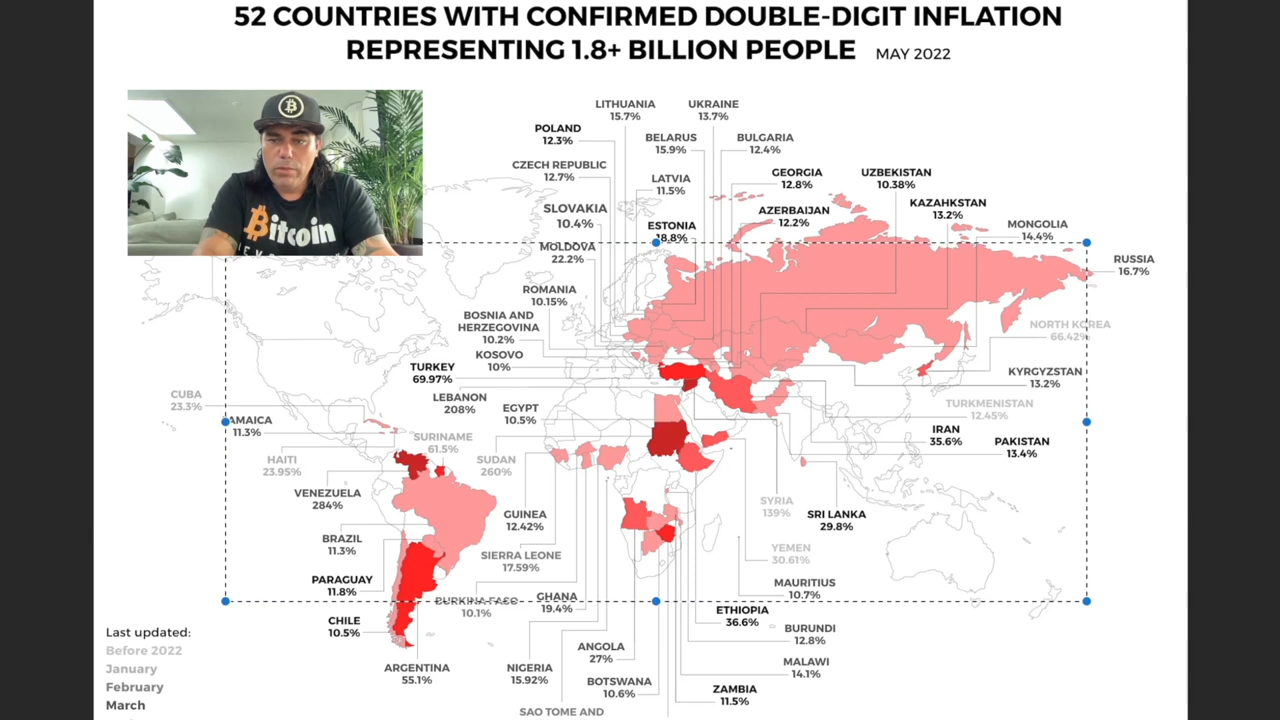 52 COUNTRIES WITH CONFIRMED DOUBLE-DIGIT INFLATION
REPRESENTING 1.8+ BILLION PEOPLE MAY 2022
LITHUANIA
15.7%
UKRAINE
13.7%
POLAND
12.3%
BELARUS
15.9%
BULGARIA
12.4%
CZECH REPUBLIC
12.7%
LATVIA
11.5%
GEORGIA
12.8%
UZBEKISTAN
10.38%
SLOVAKIA
10.4%
AZERBAIJAN
12.2%
KAZAHKSTAN
13.2%
ESTONIA
18.8%
MONGOLIA
14.4%
MOLDOVA
22.2%
RUSSIA
16.7%
ROMANIA
10.15%
BOSNIA AND
HERZEGOVINA
10.2%
NORTH KOREA
66.42%
KOSOVO
10%
TURKEY
69.97%
KYRGYZSTAN
13.2%
LEBANON
208%
CUBA
23.3%
EGYPT
10.5%
TURKMENISTAN
12.45%
JAMAICA
11.3%
IRAN
35.6%
PAKISTAN
13.4%
SURINAME
61.5%
HAITI
23.95%
SUDAN
260%
VENEZUELA
284%
SYRIA
139%
SRI LANKA
29.8%
GUINEA
12.42%
BRAZIL
11.3%
SIERRA LEONE
17.59%
YEMEN
30.61%
PARAGUAY
11.8%
MAURITIUS
10.7%
BURKINA FASO
10.1%
GHANA
19.4%
ETHIOPIA
36.6%
CHILE
10.5%
BURUNDI
12.8%
ANGOLA
27%
ARGENTINA
55.1%
NIGERIA
15.92%
MALAWI
14.1%
BOTSWANA
10.6%
ZAMBIA
11.5%
SAO TOME AND
Last updated:
Before 2022
January
February
March
Bitcoin